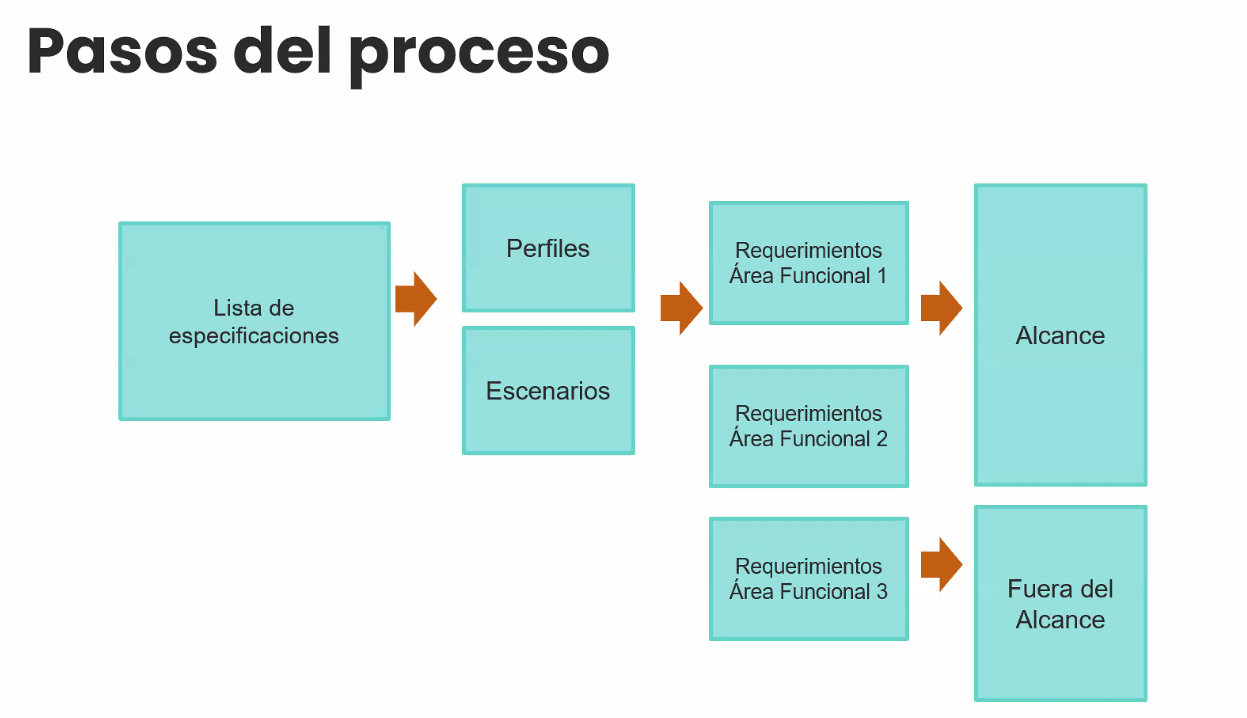 Pasos del proceso
Lista de
especificaciones
Perfiles
Escenarios
Requerimientos
Área Funcional 1
Requerimientos
Área Funcional 2
Requerimientos
Área Funcional 3
Alcance
Fuera del
Alcance